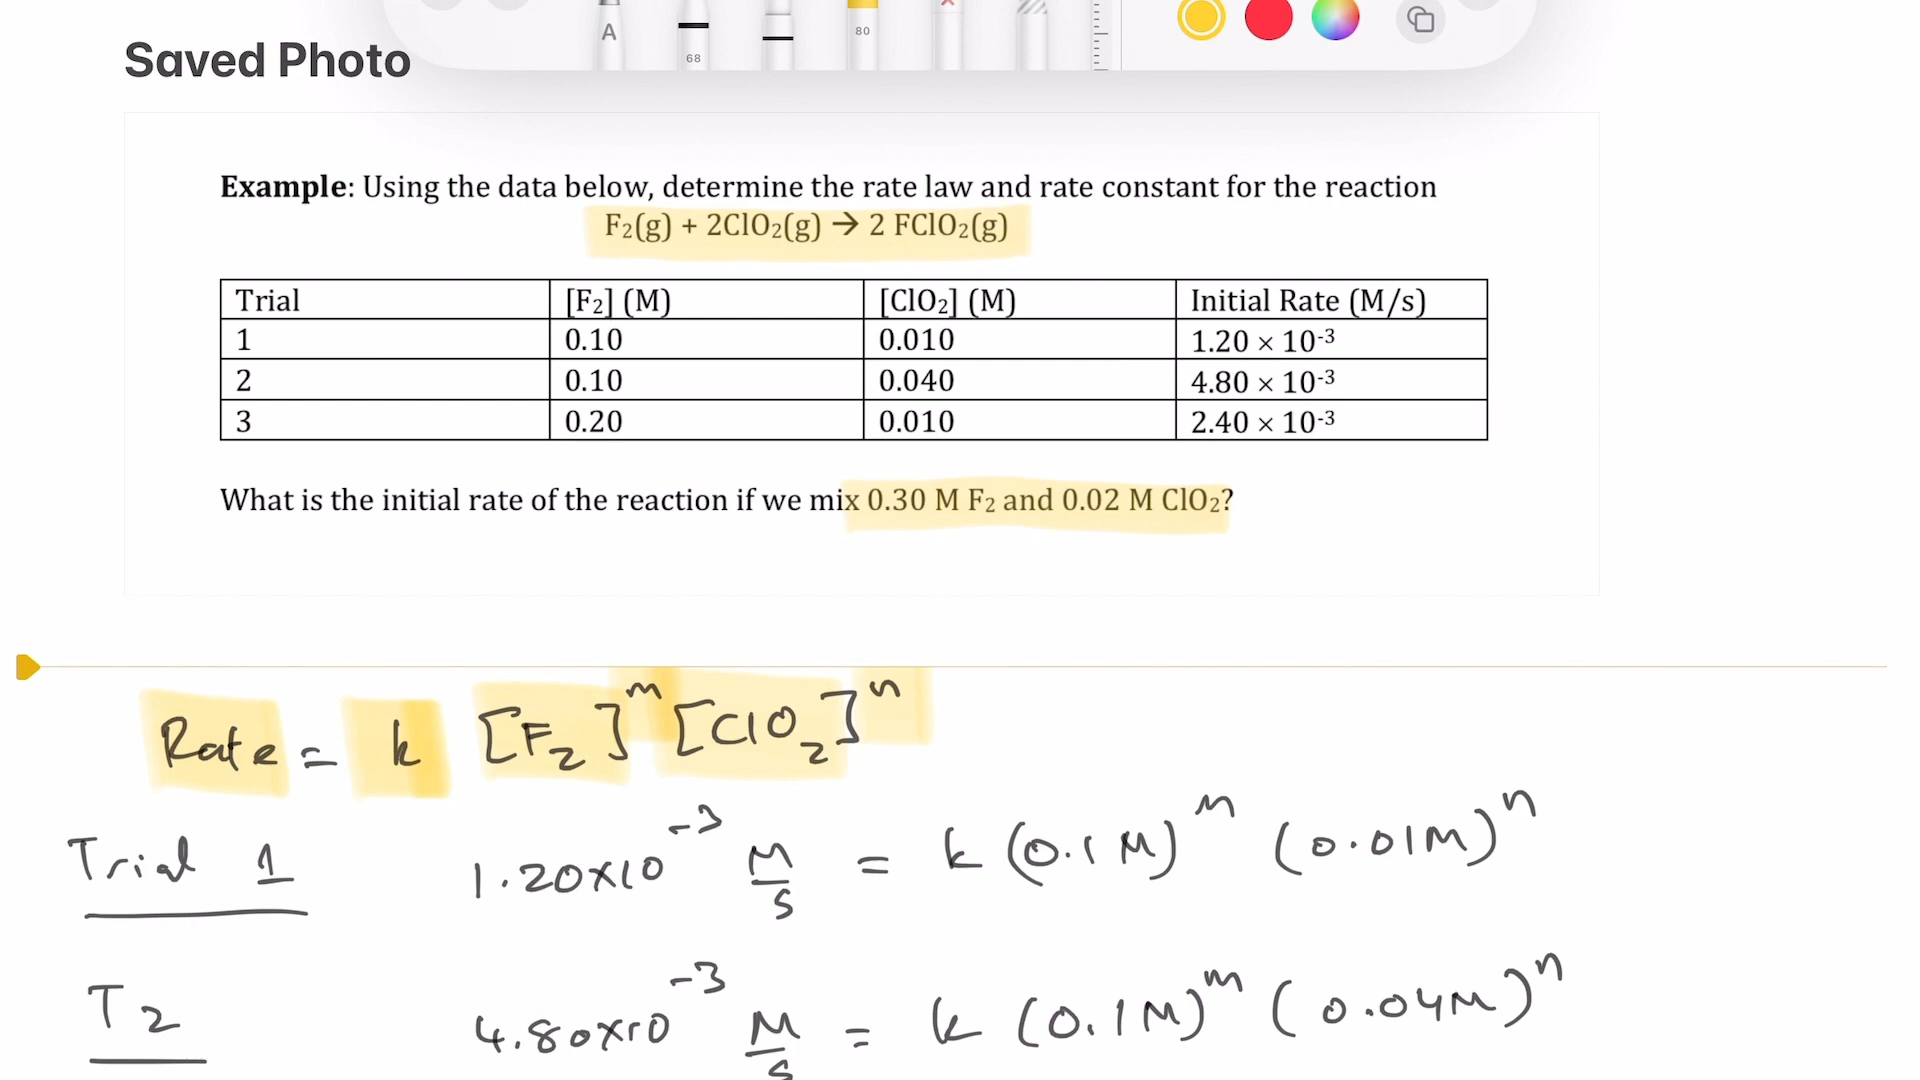 A
68
80
Saved Photo
Example: Using the data below, determine the rate law and rate constant for the reaction
F₂(g) + 2ClO₂(g) → 2 FClO₂(g)
Trial [F₂] (M) [ClO₂] (M) Initial Rate (M/s)
1 0.10 0.010 1.20 × 10⁻³
2 0.10 0.040 4.80 × 10⁻³
3 0.20 0.010 2.40 × 10⁻³
What is the initial rate of the reaction if we mix 0.30 M F₂ and 0.02 M ClO₂?
Rate = k [F₂]ᵐ [ClO₂]ⁿ
Trial 1 1.20×10⁻³ M/s = k (0.1 M)ᵐ (0.01M)ⁿ
T2 4.80×10⁻³ M/s = k (0.1M)ᵐ (0.04M)ⁿ